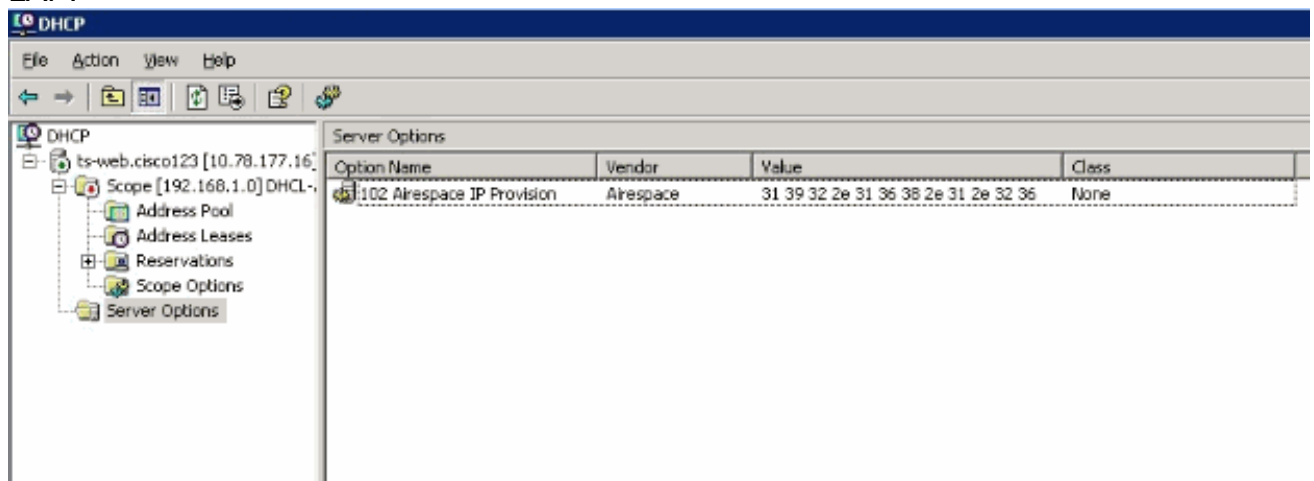 DHCP
File Action View Help
DHCP
ts-web.cisco123 [10.78.177.16]
Scope [192.168.1.0] DHCL-.
Address Pool
Address Leases
Reservations
Scope Options
Server Options
Server Options
Option Name Vendor Value Class
102 Airespace IP Provision Airespace 31 39 32 2e 31 36 38 2e 31 2e 32 36 None